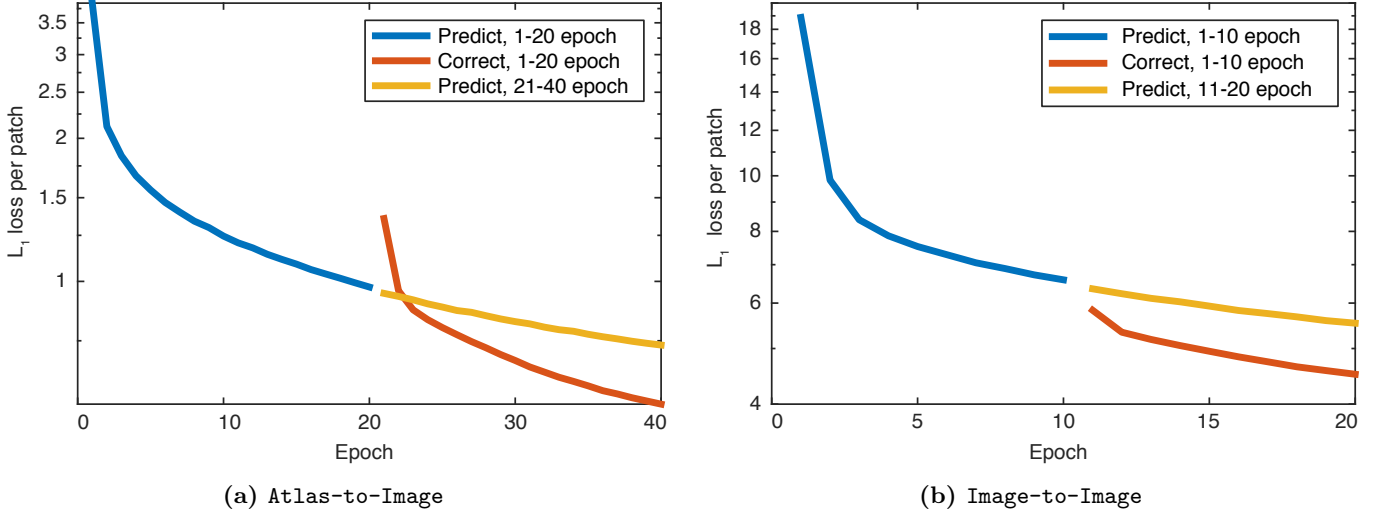 3.5
3
2.5
2
1.5
1
L1 loss per patch
0
10
20
30
40
Epoch
Predict, 1-20 epoch
Correct, 1-20 epoch
Predict, 21-40 epoch
(a) Atlas-to-Image
18
16
14
12
10
8
6
4
L1 loss per patch
0
5
10
15
20
Epoch
Predict, 1-10 epoch
Correct, 1-10 epoch
Predict, 11-20 epoch
(b) Image-to-Image